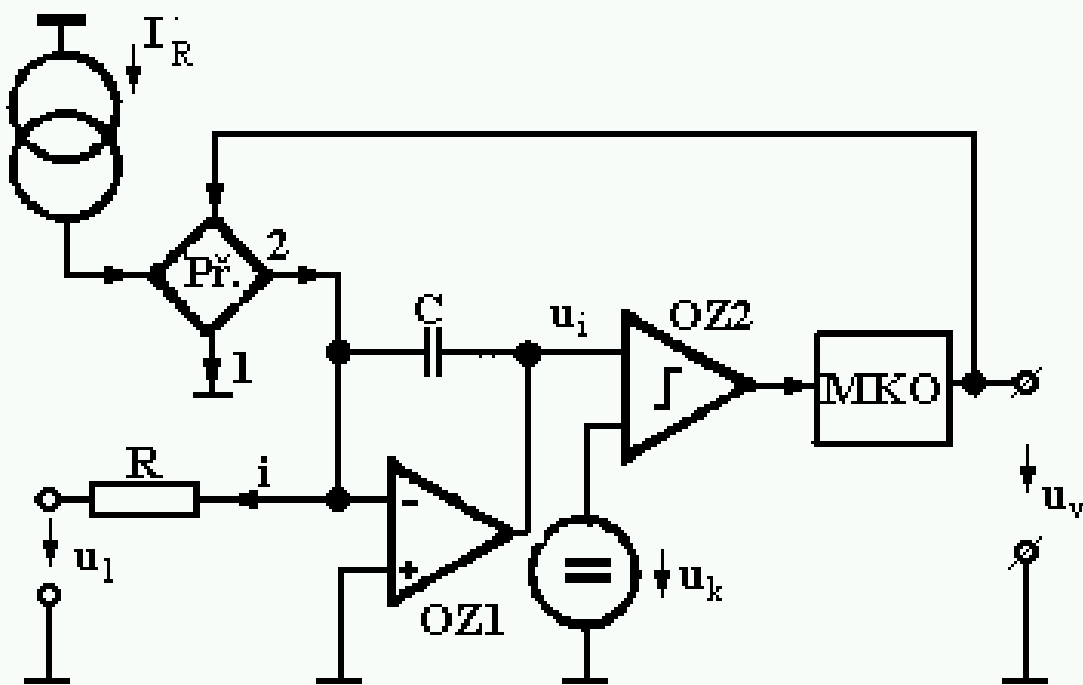 I_R
2
Př.
1
C
u_i
OZ2
MKO
R
i
-
u_1
+
OZ1
u_k
u_v